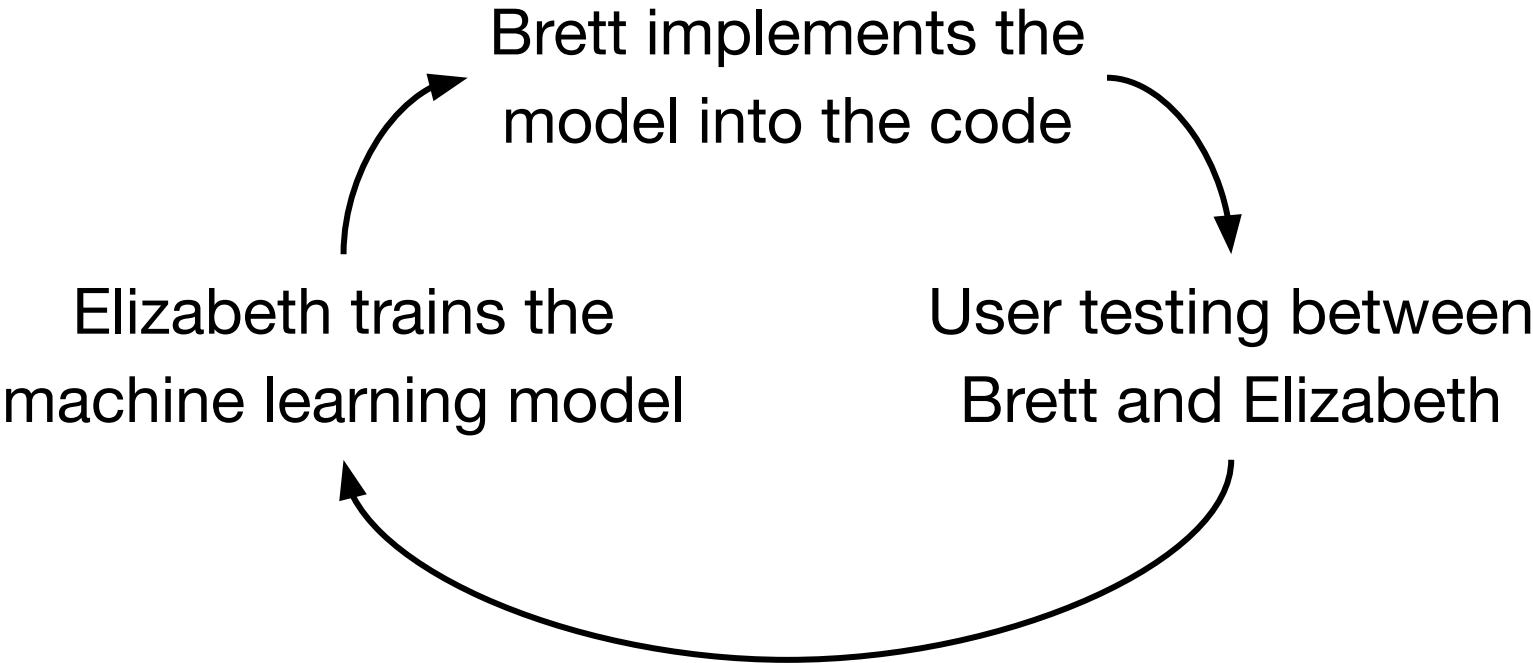 Brett implements the
model into the code
Elizabeth trains the
machine learning model
User testing between
Brett and Elizabeth